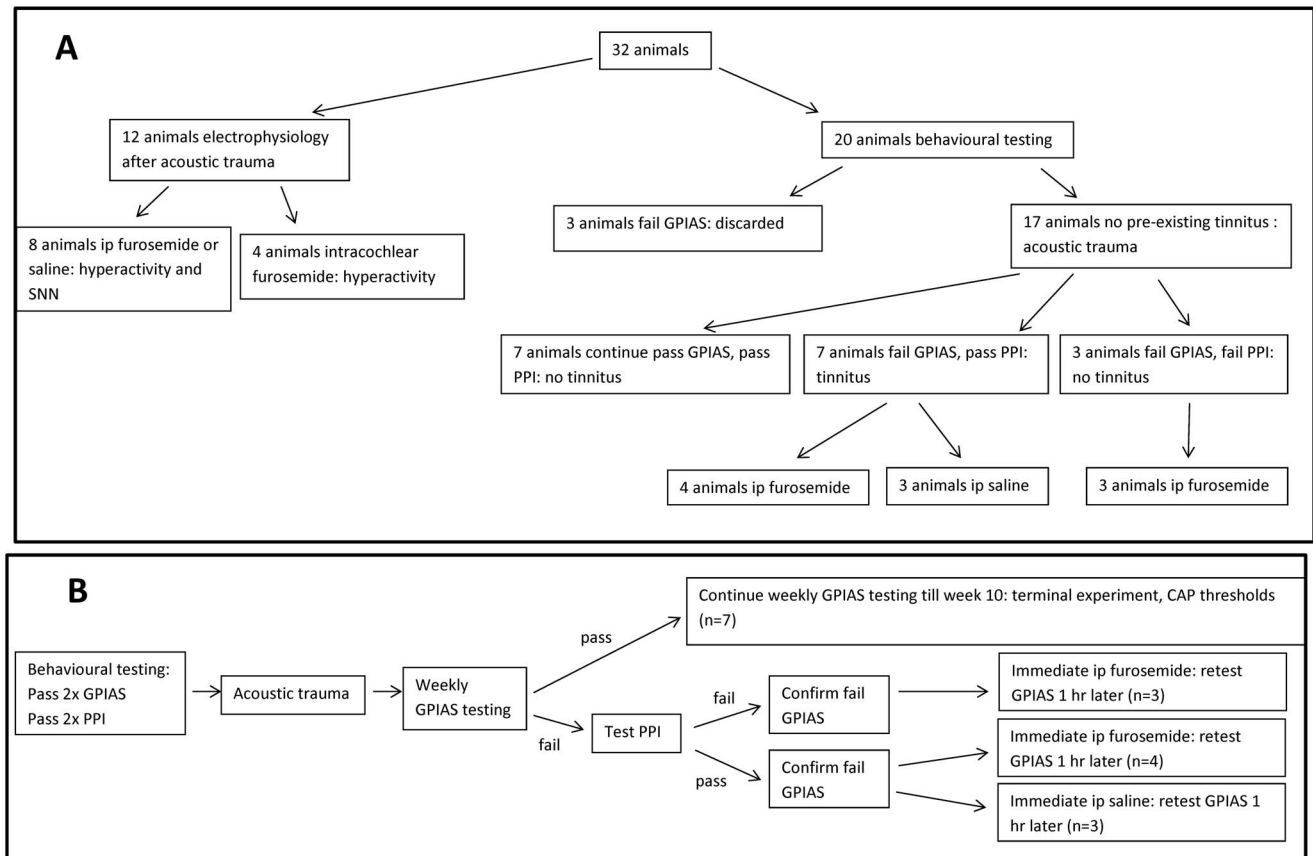 A
32 animals
12 animals electrophysiology
after acoustic trauma
20 animals behavioural testing
8 animals ip furosemide or
saline: hyperactivity and
SNN
4 animals intracochlear
furosemide: hyperactivity
3 animals fail GPIAS: discarded
17 animals no pre-existing tinnitus :
acoustic trauma
7 animals continue pass GPIAS, pass
PPI: no tinnitus
7 animals fail GPIAS, pass PPI:
tinnitus
3 animals fail GPIAS, fail PPI:
no tinnitus
4 animals ip furosemide
3 animals ip saline
3 animals ip furosemide
B
Behavioural testing:
Pass 2x GPIAS
Pass 2x PPI
Acoustic trauma
Weekly
GPIAS testing
pass
Continue weekly GPIAS testing till week 10: terminal experiment, CAP thresholds
(n=7)
fail
Test PPI
fail
Confirm fail
GPIAS
Immediate ip furosemide: retest
GPIAS 1 hr later (n=3)
pass
Confirm fail
GPIAS
Immediate ip furosemide: retest
GPIAS 1 hr later (n=4)
Immediate ip saline: retest GPIAS 1
hr later (n=3)